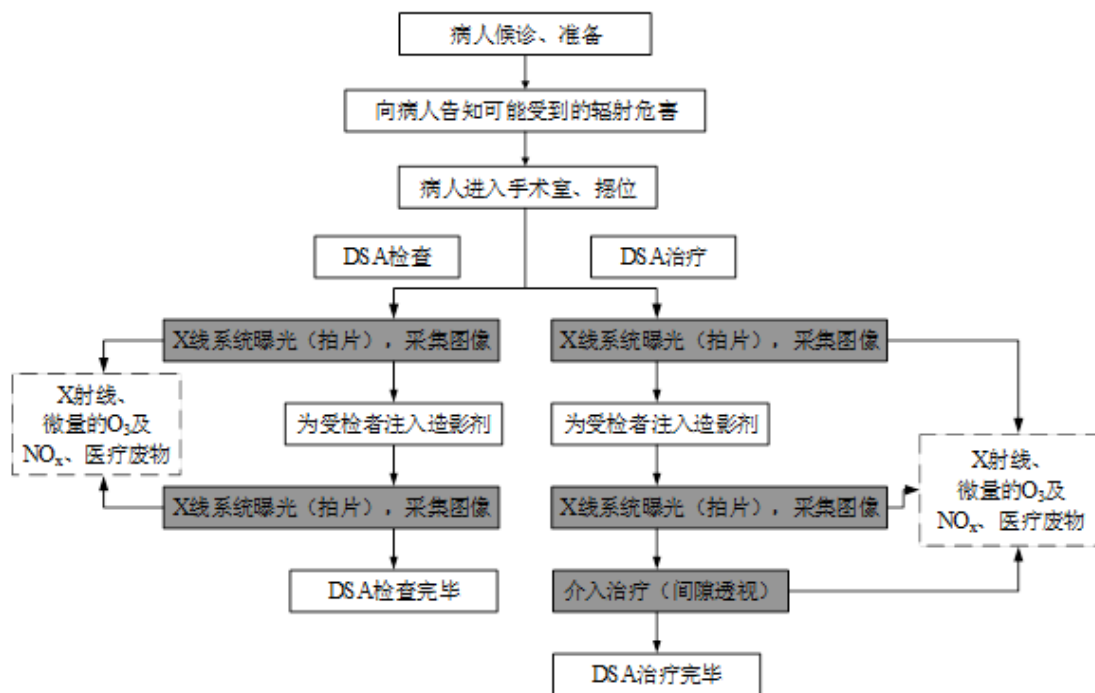 病人候诊、准备
向病人告知可能受到的辐射危害
病人进入手术室、摆位
DSA检查
DSA治疗
X线系统曝光（拍片），采集图像
X线系统曝光（拍片），采集图像
X射线、
微量的O₃及
NOₓ、医疗废物
为受检者注入造影剂
为受检者注入造影剂
X射线、
微量的O₃及
NOₓ、医疗废物
X线系统曝光（拍片），采集图像
X线系统曝光（拍片），采集图像
DSA检查完毕
介入治疗（间隙透视）
DSA治疗完毕